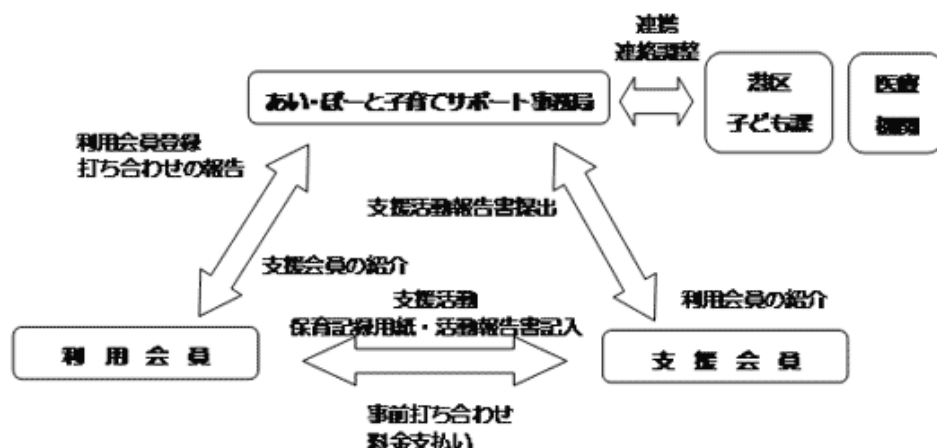 連携
連絡調整
あい・ぽーと子育てサポート事務局
港区
子ども課
医療
機関
利用会員登録
打ち合わせの報告
支援活動報告書提出
支援会員の紹介
利用会員の紹介
支援活動
保育記録用紙・活動報告書記入
利 用 会 員
支 援 会 員
事前打ち合わせ
料金支払い